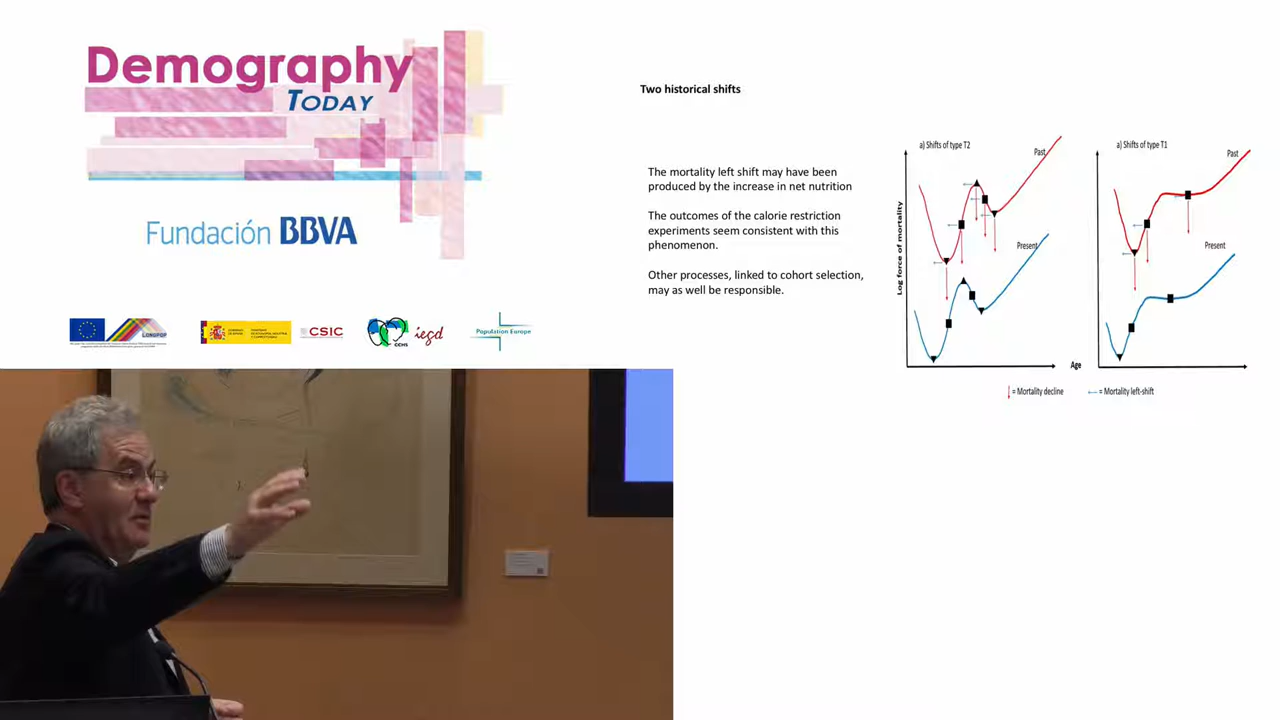 Demography
TODAY
Fundación BBVA
LONGPOP
CSIC
CCHS
iegd
Population Europe
Two historical shifts
The mortality left shift may have been
produced by the increase in net nutrition
The outcomes of the calorie restriction
experiments seem consistent with this
phenomenon.
Other processes, linked to cohort selection,
may as well be responsible.
a) Shifts of type T2
Past
Present
Log force of mortality
a) Shifts of type T1
Past
Present
Age
= Mortality decline
= Mortality left-shift